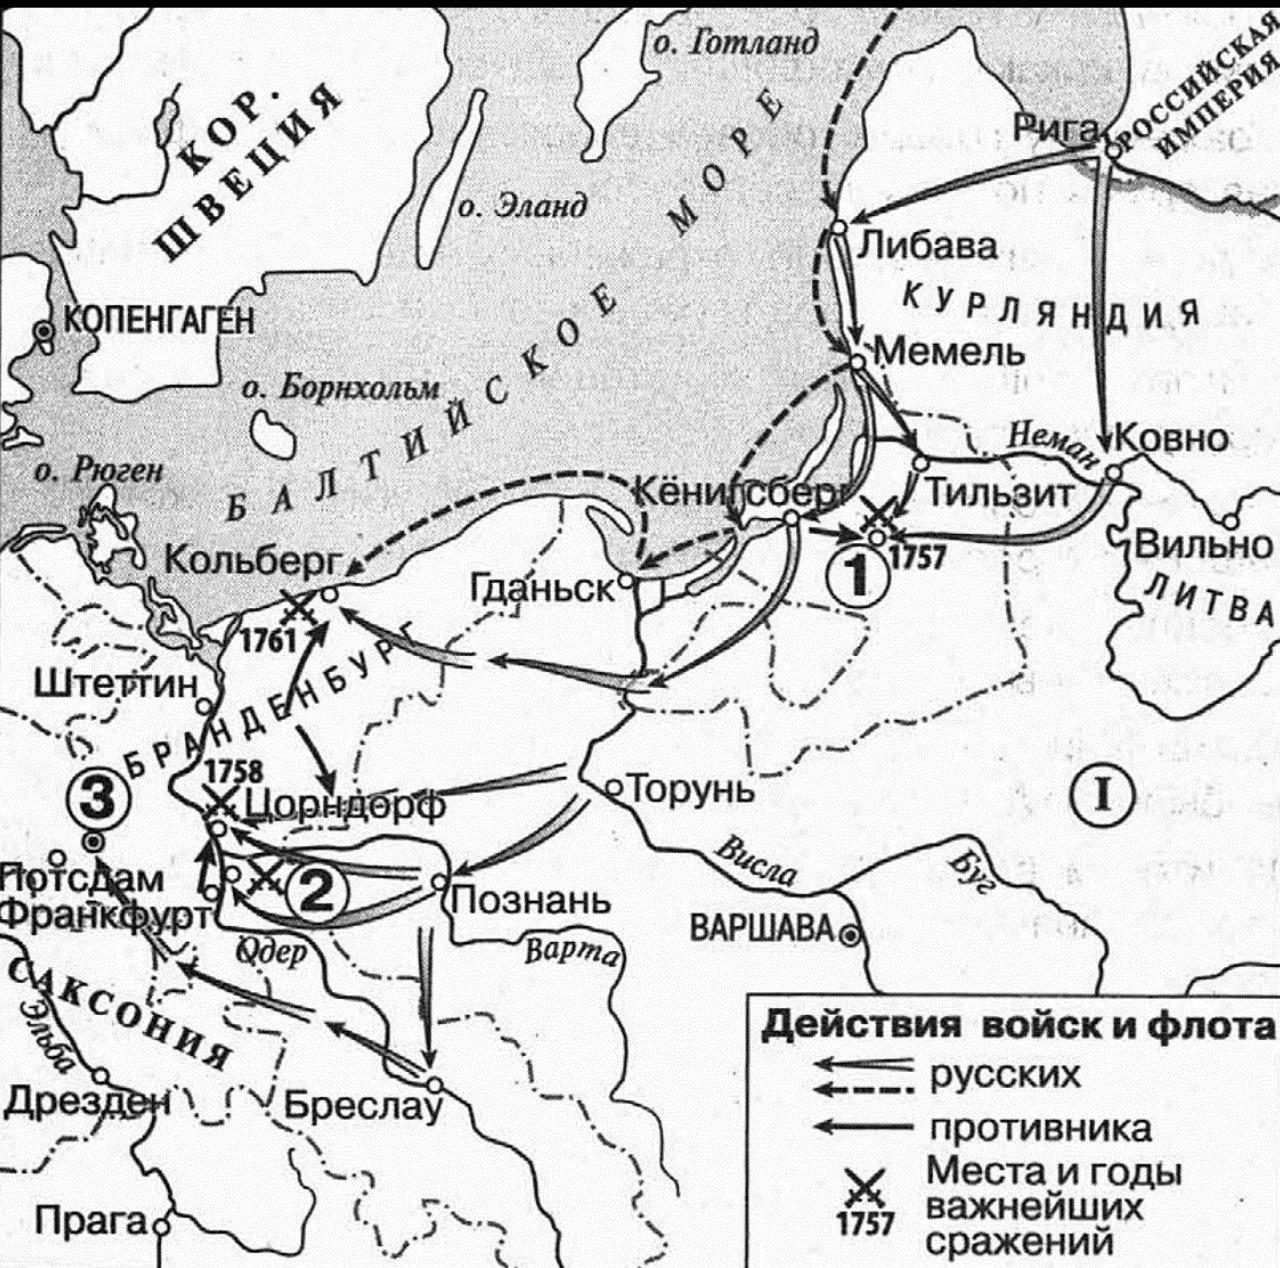 о. Готланд
РОССИЙСКАЯ
ИМПЕРИЯ
КОР.
ШВЕЦИЯ
Рига
о. Эланд
Либава
КУРЛЯНДИЯ
КОПЕНГАГЕН
Мемель
о. Борнхольм
БАЛТИЙСКОЕ МОРЕ
Неман
Ковно
о. Рюген
Кёнигсберг
Тильзит
Вильно
ЛИТВА
1757
1
Кольберг
Гданьск
1761
Штеттин
БРАНДЕНБУРГ
1758
3
Цорндорф
Торунь
I
Висла
Буг
Потсдам
2
Познань
Франкфурт
ВАРШАВА
Одер
Варта
САКСОНИЯ
Эльба
Дрезден
Бреслау
Прага
Действия войск и флота
русских
противника
Места и годы
важнейших
1757
сражений